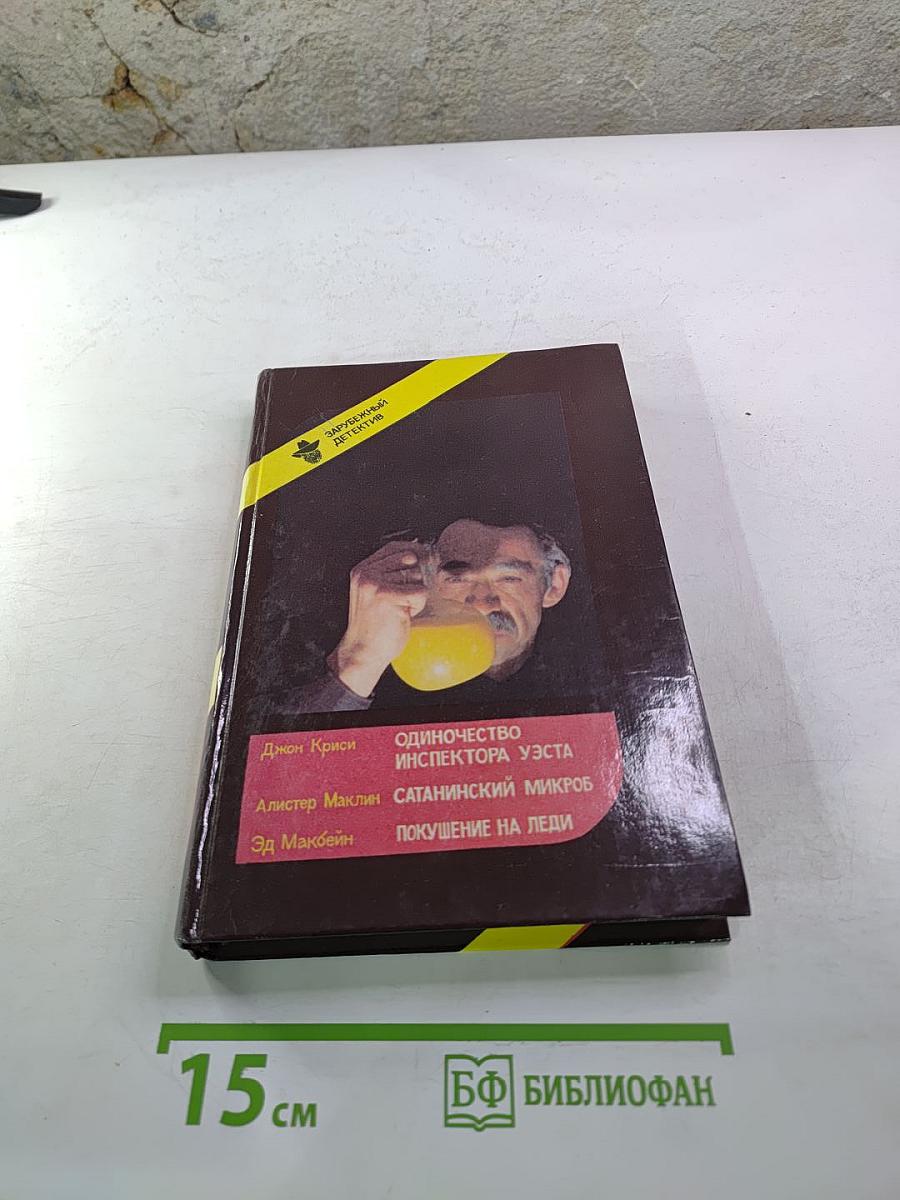 ЗАРУБЕЖНЫЙ
ДЕТЕКТИВ
Джон Криси ОДИНОЧЕСТВО
ИНСПЕКТОРА УЭСТА
Алистер Маклин САТАНИНСКИЙ МИКРОБ
Эд Макбейн ПОКУШЕНИЕ НА ЛЕДИ
15 см
БФ БИБЛИОФАН